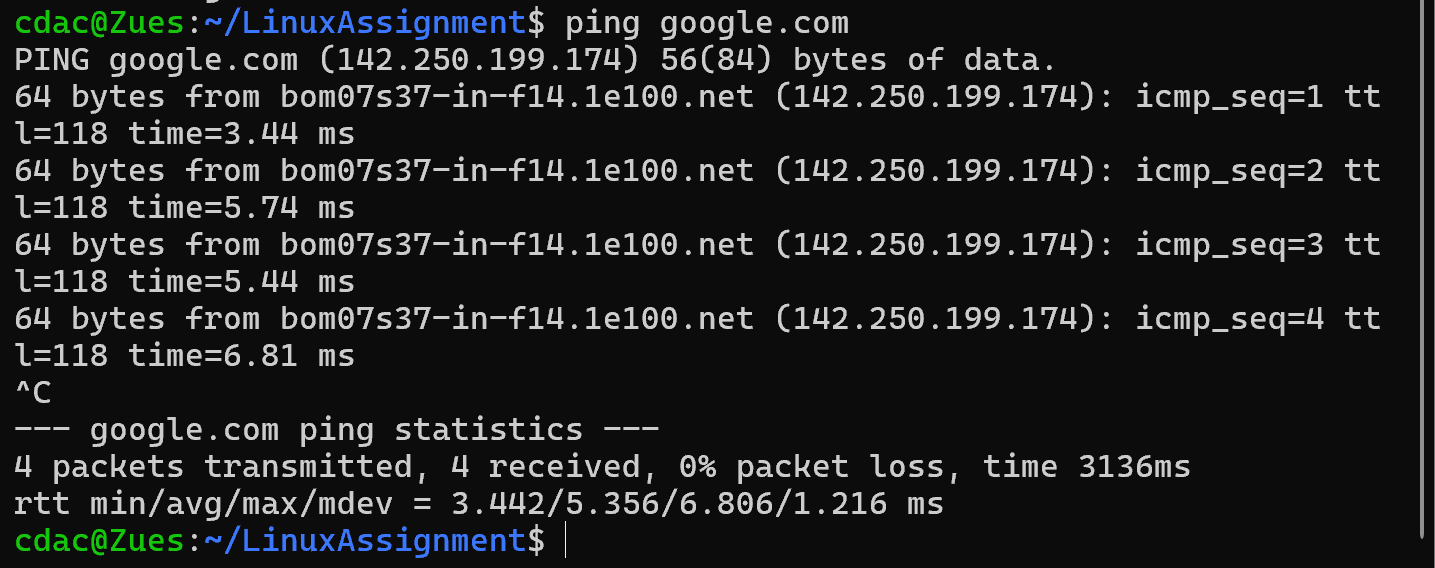 cdac@Zues:~/LinuxAssignment$ ping google.com
PING google.com (142.250.199.174) 56(84) bytes of data.
64 bytes from bom07s37-in-f14.1e100.net (142.250.199.174): icmp_seq=1 tt
l=118 time=3.44 ms
64 bytes from bom07s37-in-f14.1e100.net (142.250.199.174): icmp_seq=2 tt
l=118 time=5.74 ms
64 bytes from bom07s37-in-f14.1e100.net (142.250.199.174): icmp_seq=3 tt
l=118 time=5.44 ms
64 bytes from bom07s37-in-f14.1e100.net (142.250.199.174): icmp_seq=4 tt
l=118 time=6.81 ms
^C
--- google.com ping statistics ---
4 packets transmitted, 4 received, 0% packet loss, time 3136ms
rtt min/avg/max/mdev = 3.442/5.356/6.806/1.216 ms
cdac@Zues:~/LinuxAssignment$